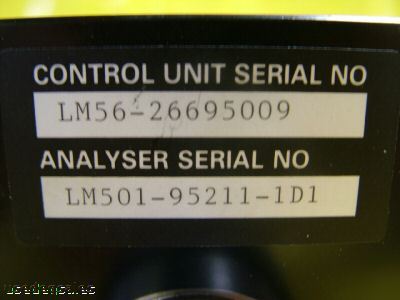 CONTROL UNIT SERIAL NO
LM56-26695009
ANALYSER SERIAL NO
LM501-95211-1D1